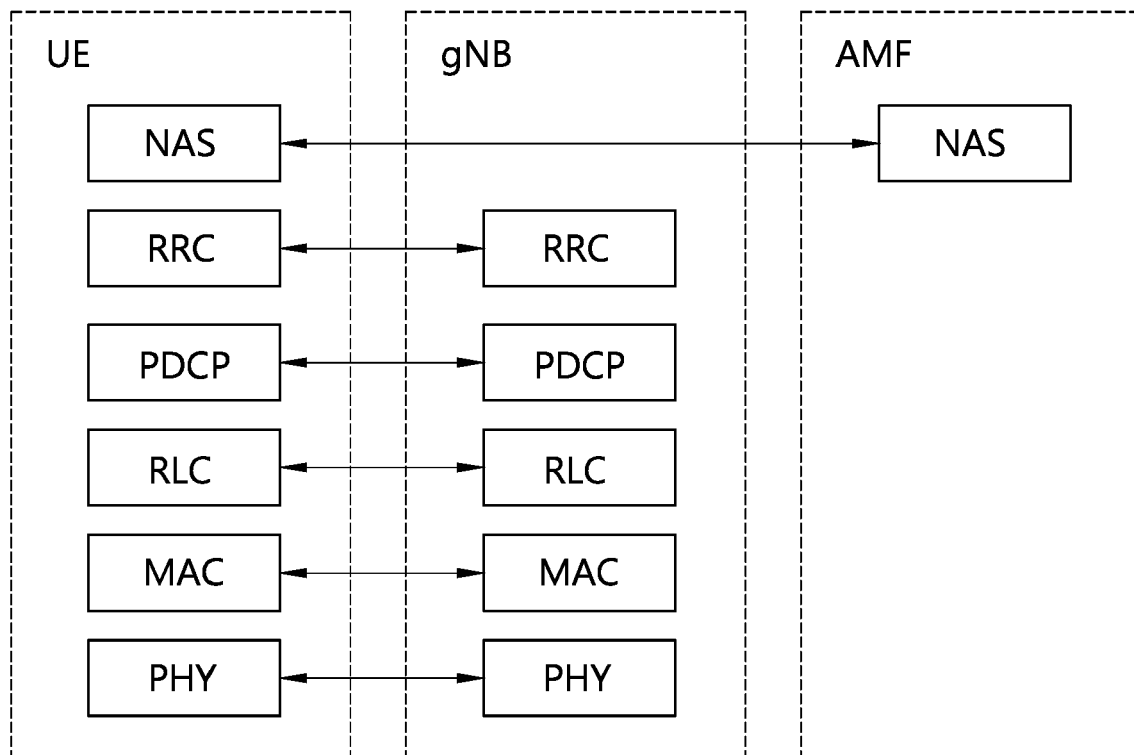 UE gNB AMF
NAS NAS
RRC RRC
PDCP PDCP
RLC RLC
MAC MAC
PHY PHY